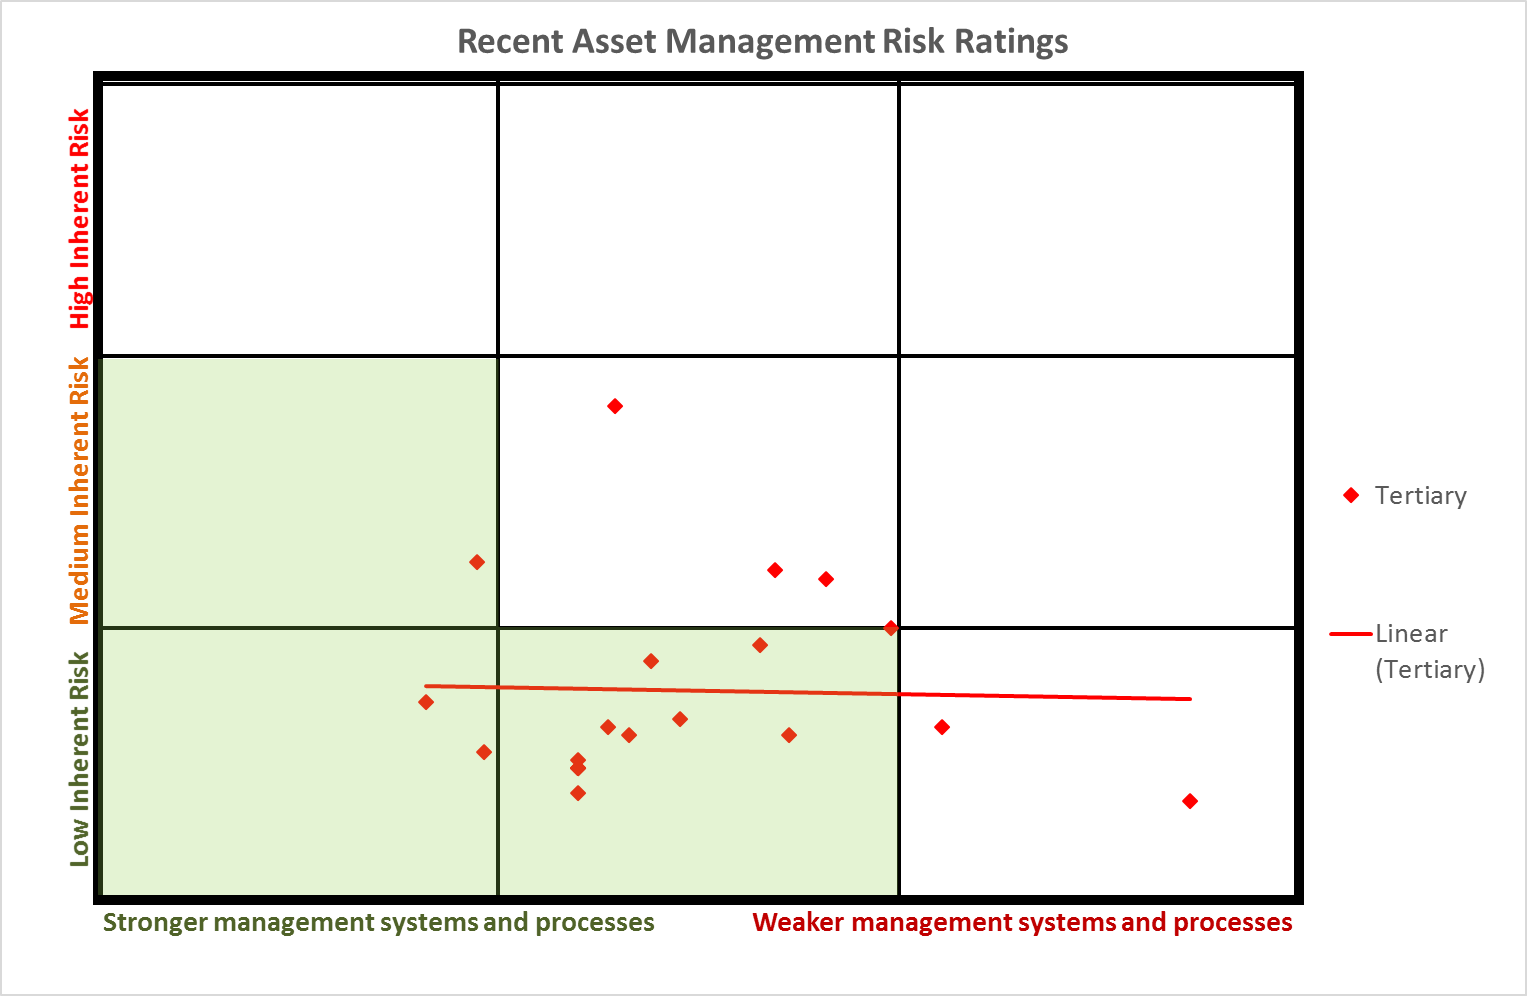 Recent Asset Management Risk Ratings
High Inherent Risk
Medium Inherent Risk
Low Inherent Risk
Stronger management systems and processes
Weaker management systems and processes
Tertiary
Linear
(Tertiary)